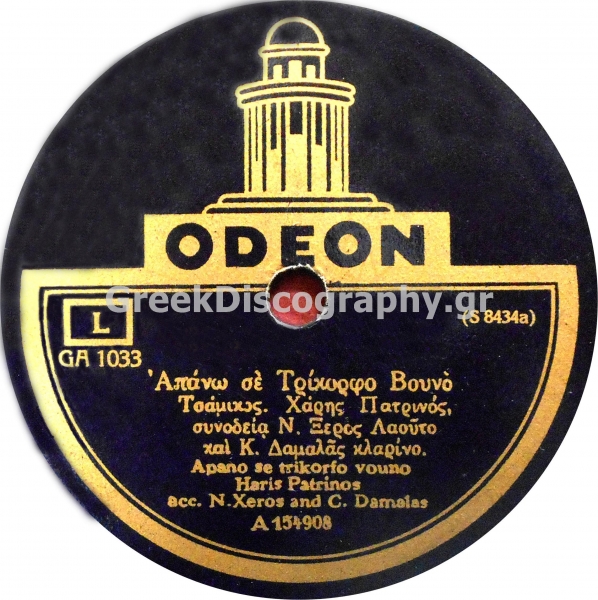 ODEON
GreekDiscography.gr
L
(S 8434a)
GA 1033
Ἀπάνω σὲ Τρίκορφο Βουνὸ
Τσάμικος. Χάρης Πατρινός,
συνοδεία Ν. Ξερὸς Λαοῦτο
καὶ Κ. Δαμαλᾶς κλαρίνο.
Apano se trikorfo vouno
Haris Patrinos
acc. N.Xeros and C. Damalas
A 154908